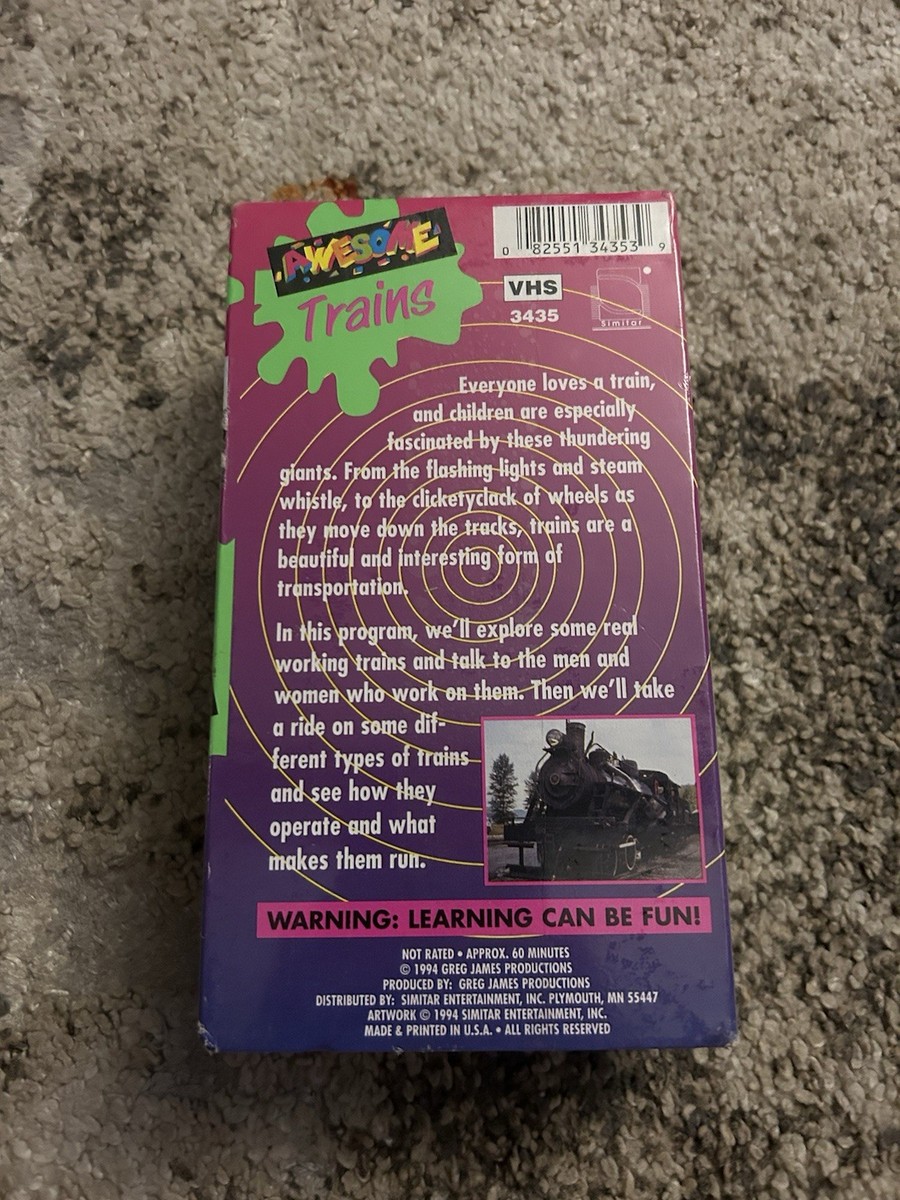 AWESOME
Trains
0 82551 34353 9
VHS
3435
Simitar
Everyone loves a train,
and children are especially
fascinated by these thundering
giants. From the flashing lights and steam
whistle, to the clicketyclack of wheels as
they move down the tracks, trains are a
beautiful and interesting form of
transportation.
In this program, we'll explore some real
working trains and talk to the men and
women who work on them. Then we'll take
a ride on some dif-
ferent types of trains
and see how they
operate and what
makes them run.
WARNING: LEARNING CAN BE FUN!
NOT RATED • APPROX. 60 MINUTES
© 1994 GREG JAMES PRODUCTIONS
PRODUCED BY: GREG JAMES PRODUCTIONS
DISTRIBUTED BY: SIMITAR ENTERTAINMENT, INC. PLYMOUTH, MN 55447
ARTWORK © 1994 SIMITAR ENTERTAINMENT, INC.
MADE & PRINTED IN U.S.A. • ALL RIGHTS RESERVED